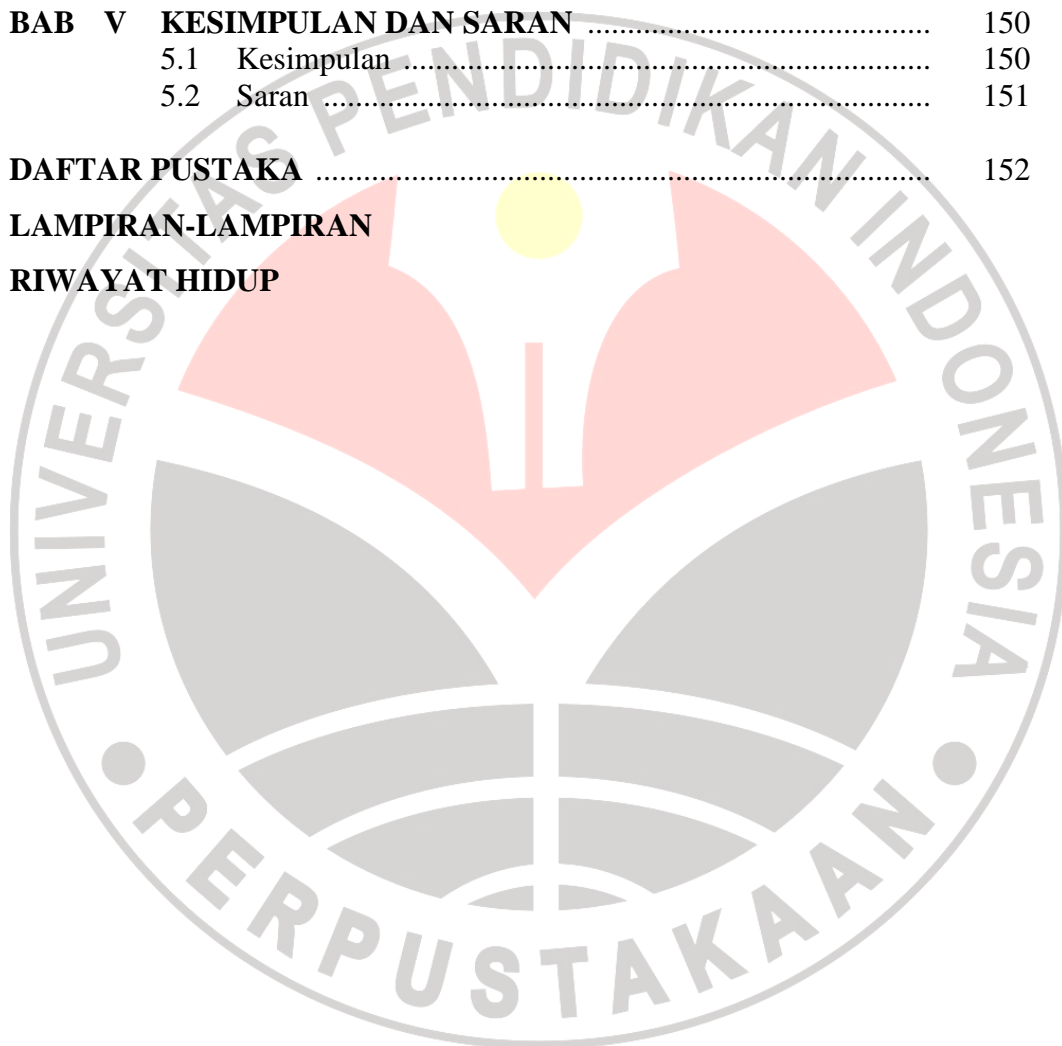 BAB V KESIMPULAN DAN SARAN ........................................... 150
5.1 Kesimpulan .................................................................. 150
5.2 Saran ............................................................................ 151
DAFTAR PUSTAKA .............................................................................. 152
LAMPIRAN-LAMPIRAN
RIWAYAT HIDUP
UNIVERSITAS PENDIDIKAN INDONESIA
PERPUSTAKAAN